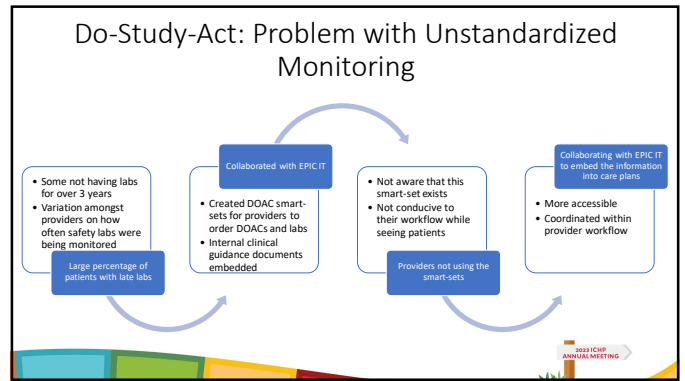 Do-Study-Act: Problem with Unstandardized
Monitoring
• Some not having labs
for over 3 years
• Variation amongst
providers on how
often safety labs were
being monitored
Large percentage of
patients with late labs
Collaborated with EPIC IT
• Created DOAC smart-
sets for providers to
order DOACs and labs
• Internal clinical
guidance documents
embedded
• Not aware that this
smart-set exists
• Not conducive to
their workflow while
seeing patients
Providers not using the
smart-sets
Collaborating with EPIC IT
to embed the information
into care plans
• More accessible
• Coordinated within
provider workflow
2022 ICHP
ANNUAL MEETING